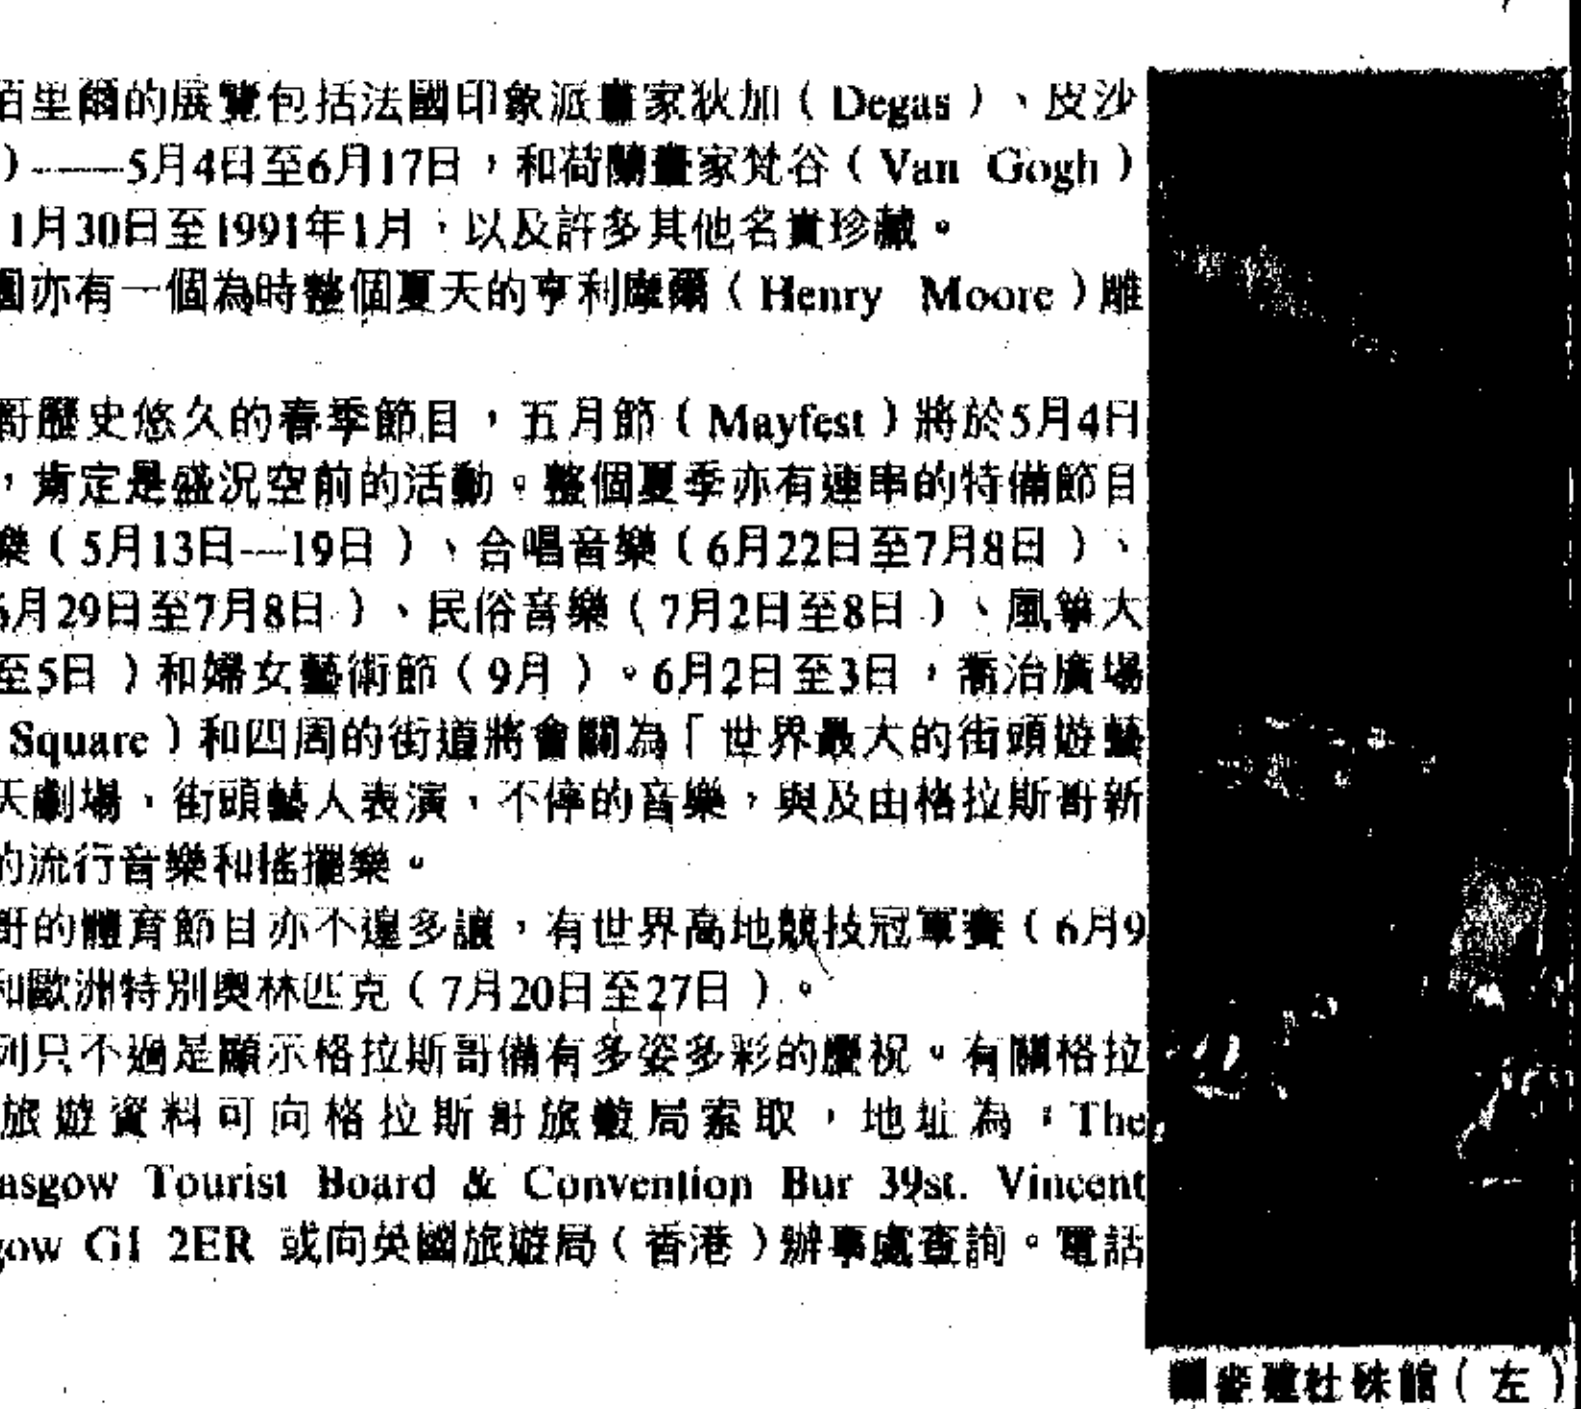 里爾的展覽包括法國印象派畫家狄加（Degas）、皮沙
）——5月4日至6月17日，和荷蘭畫家梵谷（Van Gogh）
1月30日至1991年1月，以及許多其他名貴珍藏。
園亦有一個為時整個夏天的亨利摩爾（Henry Moore）雕
哥歷史悠久的春季節目，五月節（Mayfest）將於5月4日
，肯定是盛況空前的活動。整個夏季亦有連串的特備節目
樂（5月13日—19日）、合唱音樂（6月22日至7月8日）、
6月29日至7月8日）、民俗音樂（7月2日至8日）、風箏大
至5日）和婦女藝術節（9月）。6月2日至3日，喬治廣場
Square）和四周的街道將會闢為「世界最大的街頭遊藝
天劇場，街頭藝人表演，不停的音樂，與及由格拉斯哥新
的流行音樂和搖擺樂。
哥的體育節目亦不遑多讓，有世界高地競技冠軍賽（6月9
和歐洲特別奧林匹克（7月20日至27日）。
列只不過是顯示格拉斯哥備有多姿多彩的慶祝。有關格拉
旅遊資料可向格拉斯哥旅遊局索取，地址為：The
asgow Tourist Board & Convention Bur 39st. Vincent
gow G1 2ER 或向英國旅遊局（香港）辦事處查詢。電話
館（左）